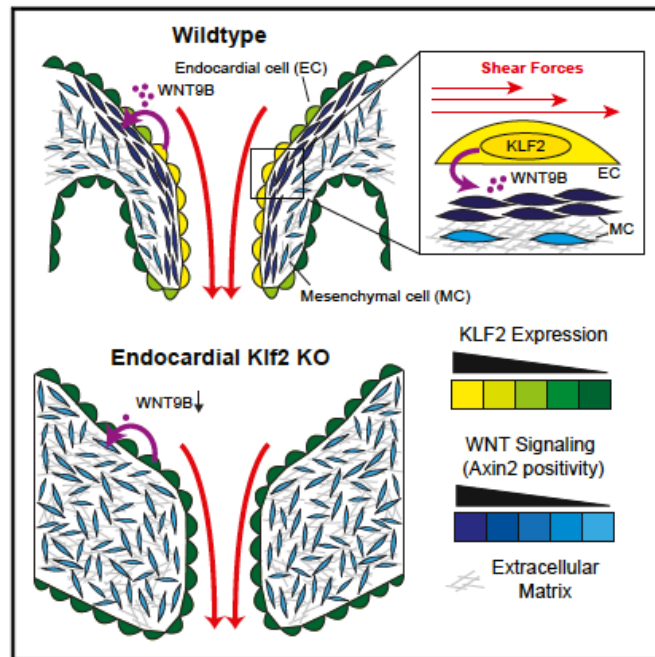 Wildtype
Endocardial cell (EC)
WNT9B
Shear Forces
KLF2
EC
WNT9B
MC
Mesenchymal cell (MC)
Endocardial Klf2 KO
WNT9B↓
KLF2 Expression
WNT Signaling
(Axin2 positivity)
Extracellular
Matrix